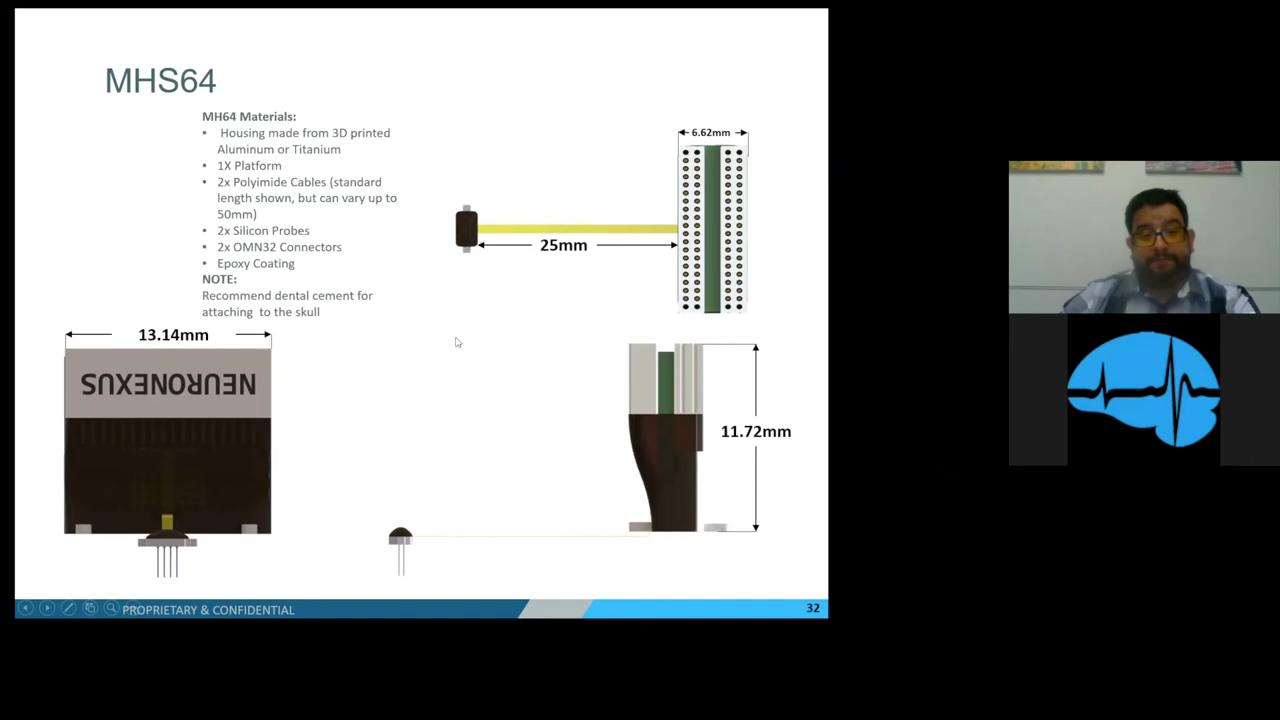 MHS64
MH64 Materials:
• Housing made from 3D printed
Aluminum or Titanium
• 1X Platform
• 2x Polyimide Cables (standard
length shown, but can vary up to
50mm)
• 2x Silicon Probes
• 2x OMN32 Connectors
• Epoxy Coating
NOTE:
Recommend dental cement for
attaching to the skull
6.62mm
25mm
13.14mm
NEURONEXUS
11.72mm
PROPRIETARY & CONFIDENTIAL
32